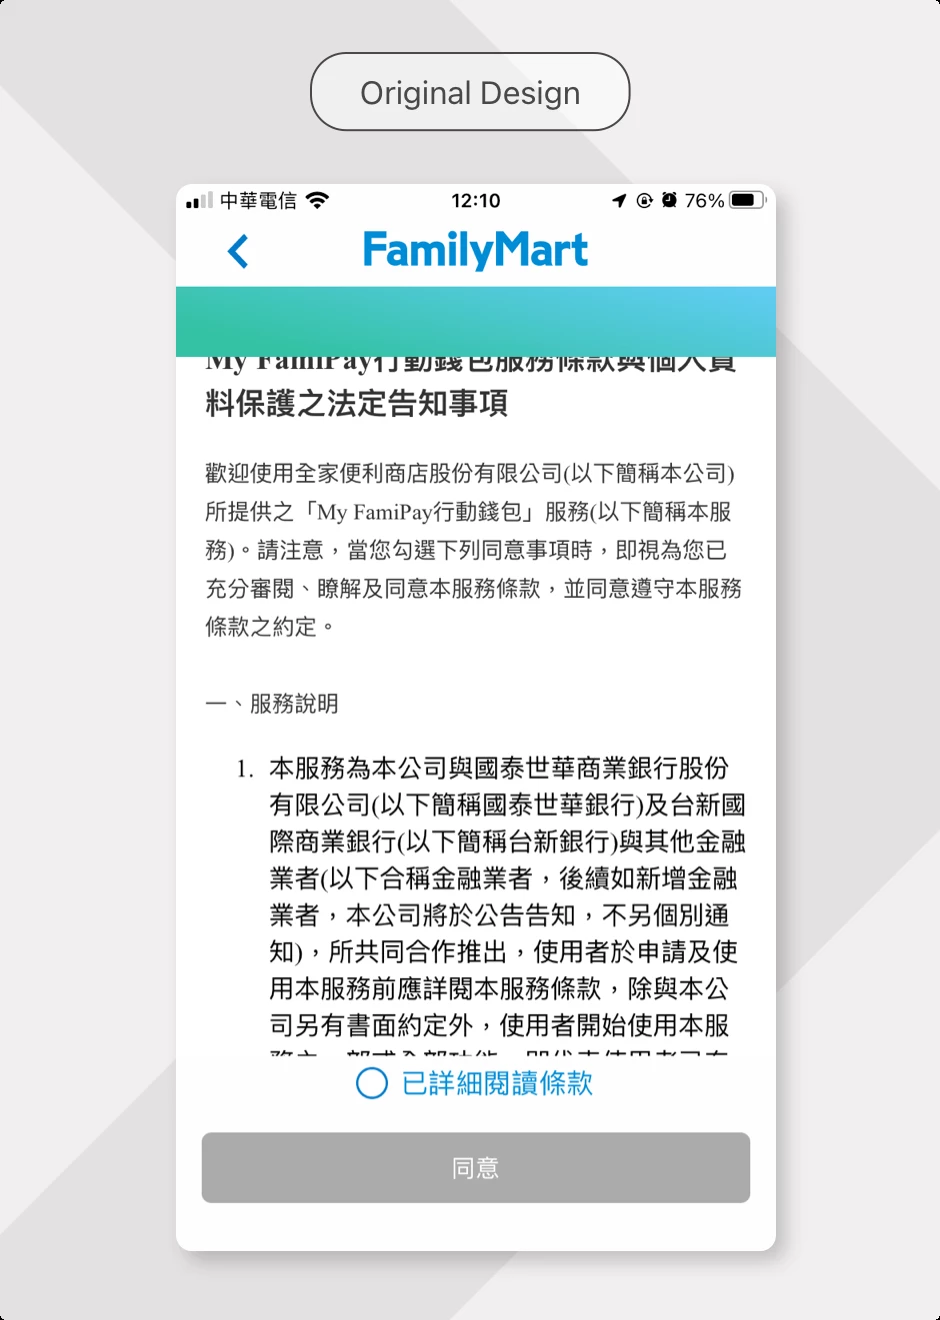 Original Design
中華電信 12:10 76%
FamilyMart
My FamiPay行動錢包服務條款與個人資
料保護之法定告知事項
歡迎使用全家便利商店股份有限公司(以下簡稱本公司)
所提供之「My FamiPay行動錢包」服務(以下簡稱本服
務)。請注意，當您勾選下列同意事項時，即視為您已
充分審閱、瞭解及同意本服務條款，並同意遵守本服務
條款之約定。
一、服務說明
1. 本服務為本公司與國泰世華商業銀行股份
有限公司(以下簡稱國泰世華銀行)及台新國
際商業銀行(以下簡稱台新銀行)與其他金融
業者(以下合稱金融業者，後續如新增金融
業者，本公司將於公告告知，不另個別通
知)，所共同合作推出，使用者於申請及使
用本服務前應詳閱本服務條款，除與本公
司另有書面約定外，使用者開始使用本服
已詳細閱讀條款
同意